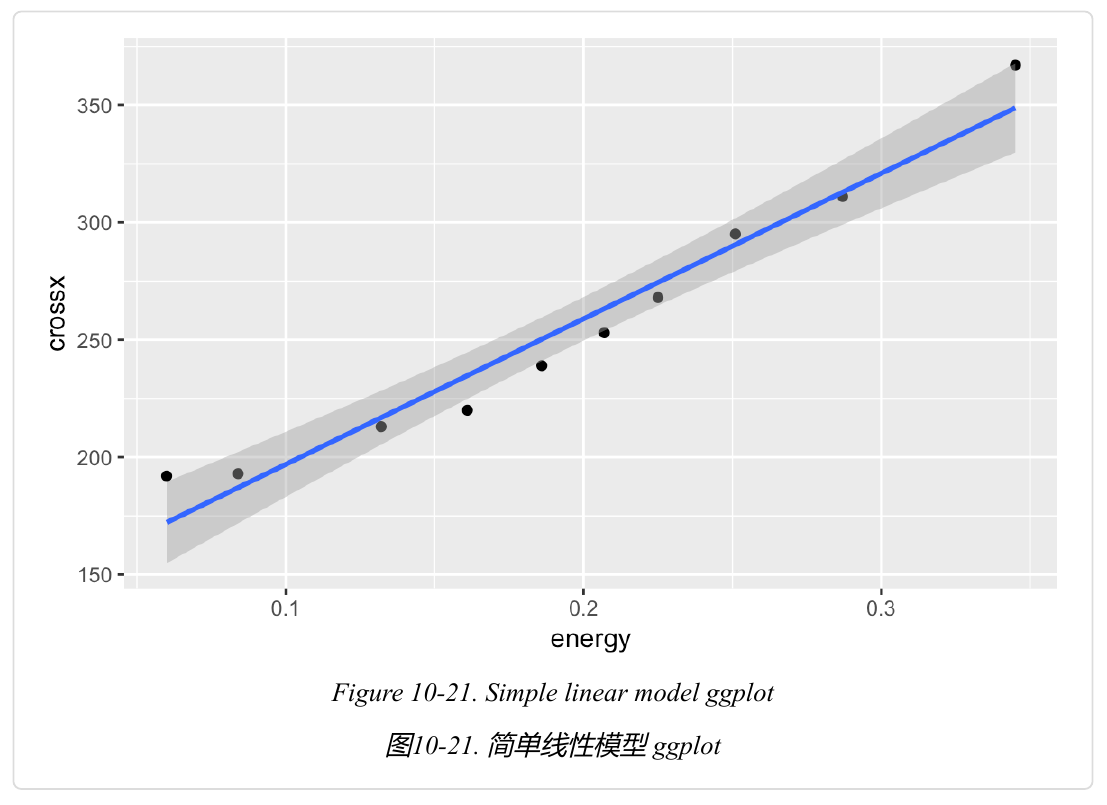 350
300
250
200
150
crossx
0.1 0.2 0.3
energy
Figure 10-21. Simple linear model ggplot
图10-21. 简单线性模型 ggplot